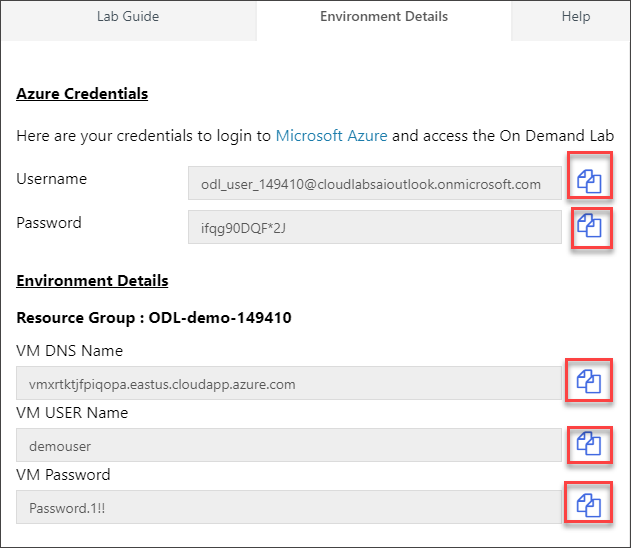 Lab Guide
Environment Details
Help
Azure Credentials
Here are your credentials to login to Microsoft Azure and access the On Demand Lab
Username
odl_user_149410@cloudlabsaioutlook.onmicrosoft.com
Password
ifqg90DQF*2J
Environment Details
Resource Group : ODL-demo-149410
VM DNS Name
vmxrtktjfpiqopa.eastus.cloudapp.azure.com
VM USER Name
demouser
VM Password
Password.1!!